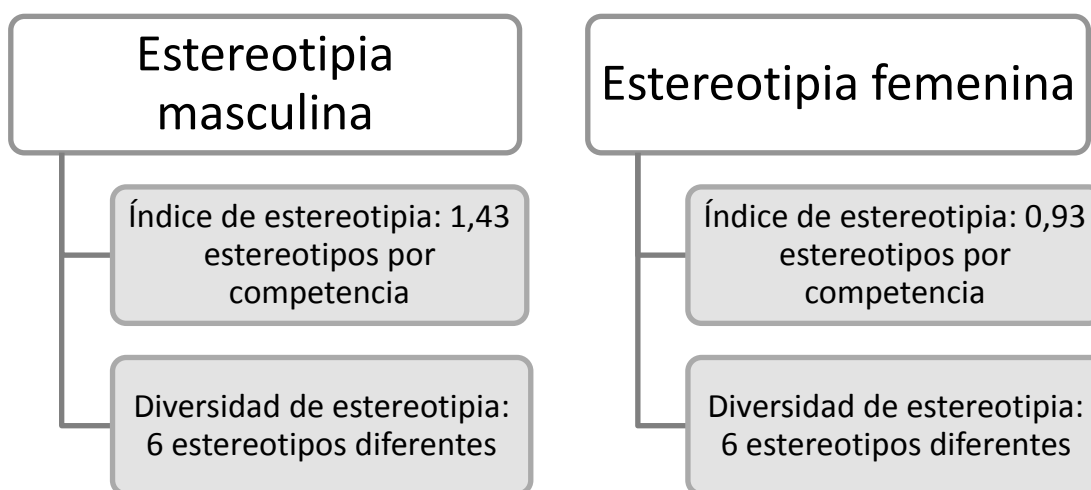 Estereotipia
masculina
Índice de estereotipia: 1,43
estereotipos por
competencia
Diversidad de estereotipia:
6 estereotipos diferentes
Estereotipia femenina
Índice de estereotipia: 0,93
estereotipos por
competencia
Diversidad de estereotipia:
6 estereotipos diferentes